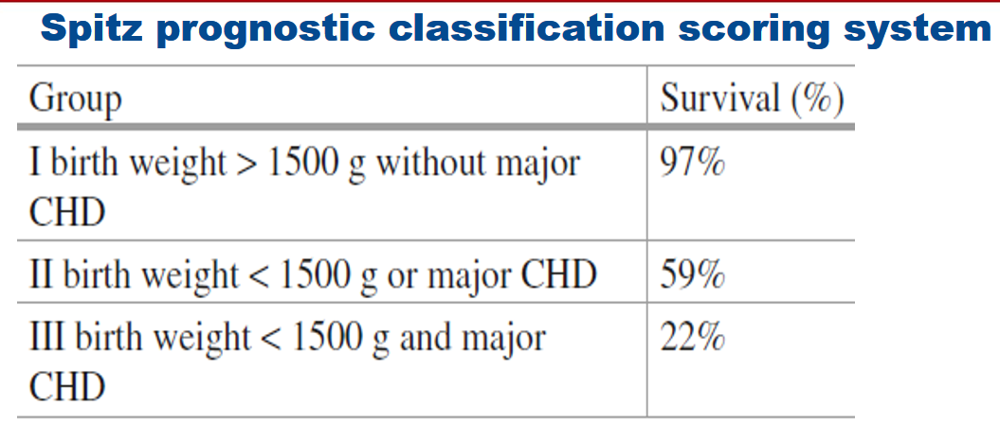 Spitz prognostic classification scoring system
Group
Survival (%)
I birth weight > 1500 g without major
CHD
97%
II birth weight < 1500 g or major CHD
59%
III birth weight < 1500 g and major
CHD
22%